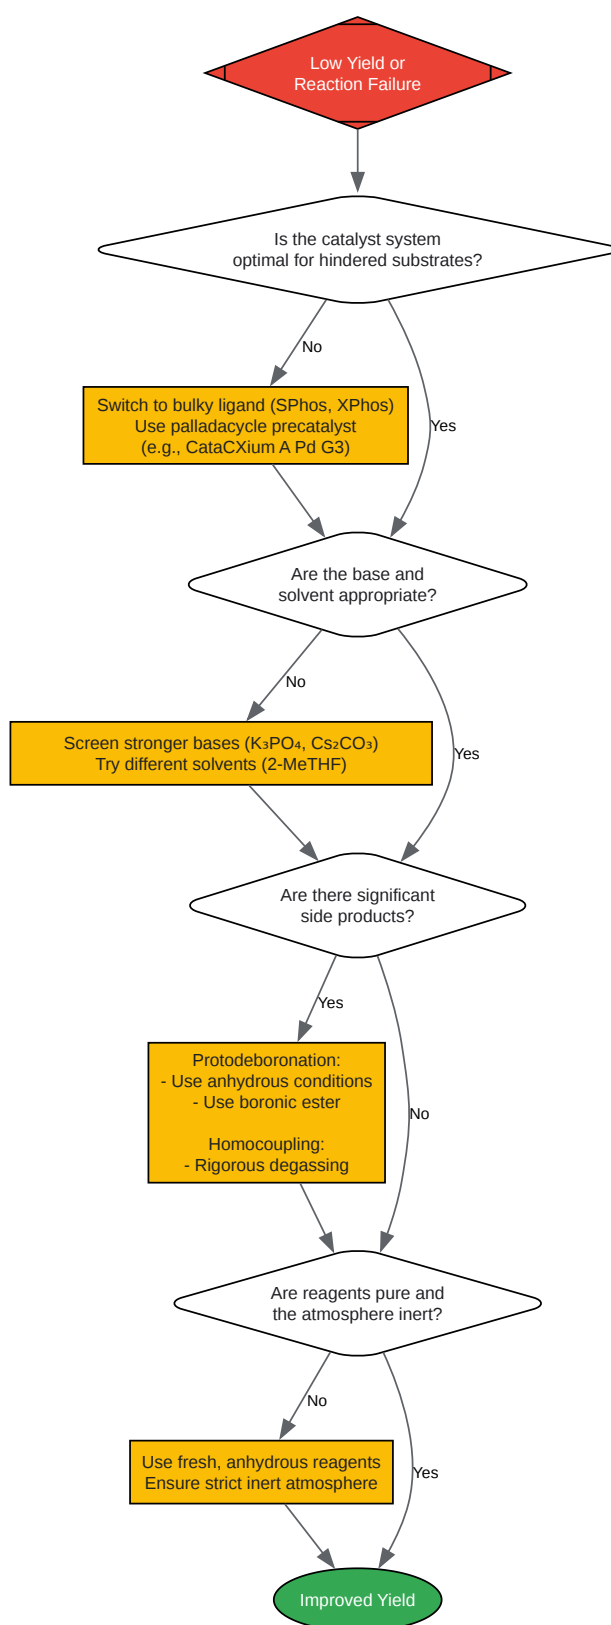 Low Yield or
Reaction Failure
Is the catalyst system
optimal for hindered substrates?
No
Switch to bulky ligand (SPhos, XPhos)
Use palladacycle precatalyst
(e.g., CataCXium A Pd G3)
Yes
Are the base and
solvent appropriate?
No
Screen stronger bases (K₃PO₄, Cs₂CO₃)
Try different solvents (2-MeTHF)
Yes
Are there significant
side products?
Yes
Protodeboronation:
- Use anhydrous conditions
- Use boronic ester
Homocoupling:
- Rigorous degassing
No
Are reagents pure and
the atmosphere inert?
No
Use fresh, anhydrous reagents
Ensure strict inert atmosphere
Yes
Improved Yield